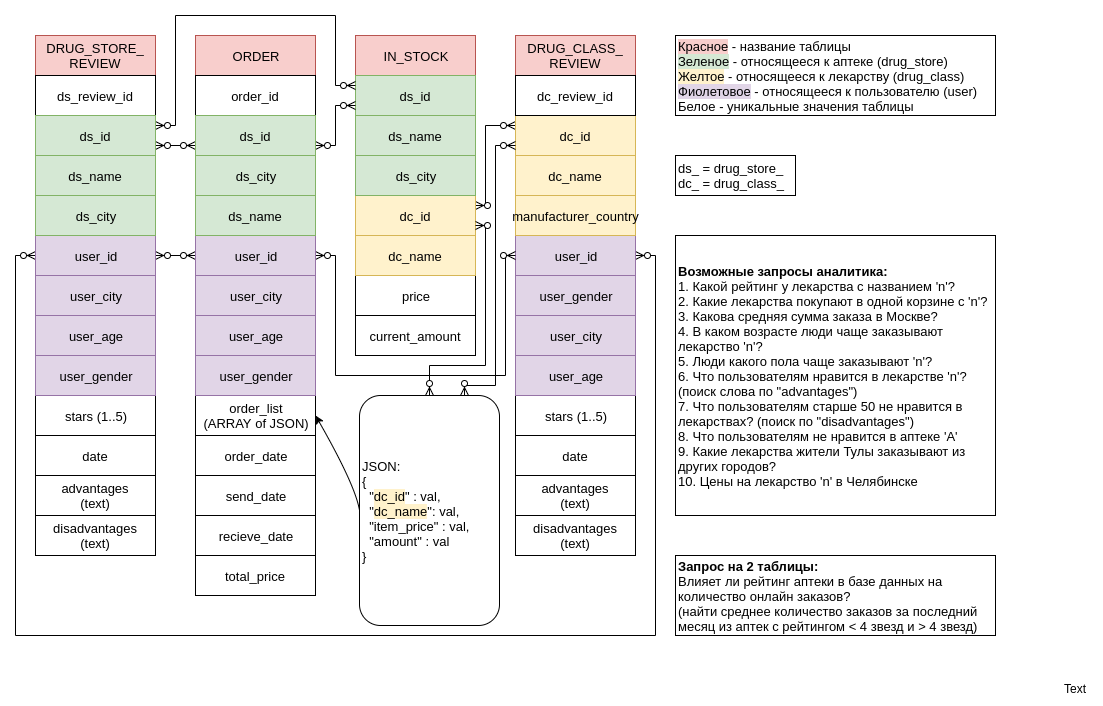 DRUG_STORE_
REVIEW
ds_review_id
ds_id
ds_name
ds_city
user_id
user_city
user_age
user_gender
stars (1..5)
date
advantages
(text)
disadvantages
(text)
ORDER
order_id
ds_id
ds_city
ds_name
user_id
user_city
user_age
user_gender
order_list
(ARRAY of JSON)
order_date
send_date
recieve_date
total_price
IN_STOCK
ds_id
ds_name
ds_city
dc_id
dc_name
price
current_amount
JSON:
{
"dc_id" : val,
"dc_name": val,
"item_price" : val,
"amount" : val
}
DRUG_CLASS_
REVIEW
dc_review_id
dc_id
dc_name
manufacturer_country
user_id
user_gender
user_city
user_age
stars (1..5)
date
advantages
(text)
disadvantages
(text)
Красное - название таблицы
Зеленое - относящееся к аптеке (drug_store)
Желтое - относящиеся к лекарству (drug_class)
Фиолетовое - относящиеся к пользователю (user)
Белое - уникальные значения таблицы
ds_ = drug_store_
dc_ = drug_class_
Возможные запросы аналитика:
1. Какой рейтинг у лекарства с названием 'n'?
2. Какие лекарства покупают в одной корзине с 'n'?
3. Какова средняя сумма заказа в Москве?
4. В каком возрасте люди чаще заказывают
лекарство 'n'?
5. Люди какого пола чаще заказывают 'n'?
6. Что пользователям нравится в лекарстве 'n'?
(поиск слова по "advantages")
7. Что пользователям старше 50 не нравится в
лекарствах? (поиск по "disadvantages")
8. Что пользователям не нравится в аптеке 'A'
9. Какие лекарства жители Тулы заказывают из
других городов?
10. Цены на лекарство 'n' в Челябинске
Запрос на 2 таблицы:
Влияет ли рейтинг аптеки в базе данных на
количество онлайн заказов?
(найти среднее количество заказов за последний
месяц из аптек с рейтингом < 4 звезд и > 4 звезд)
Text